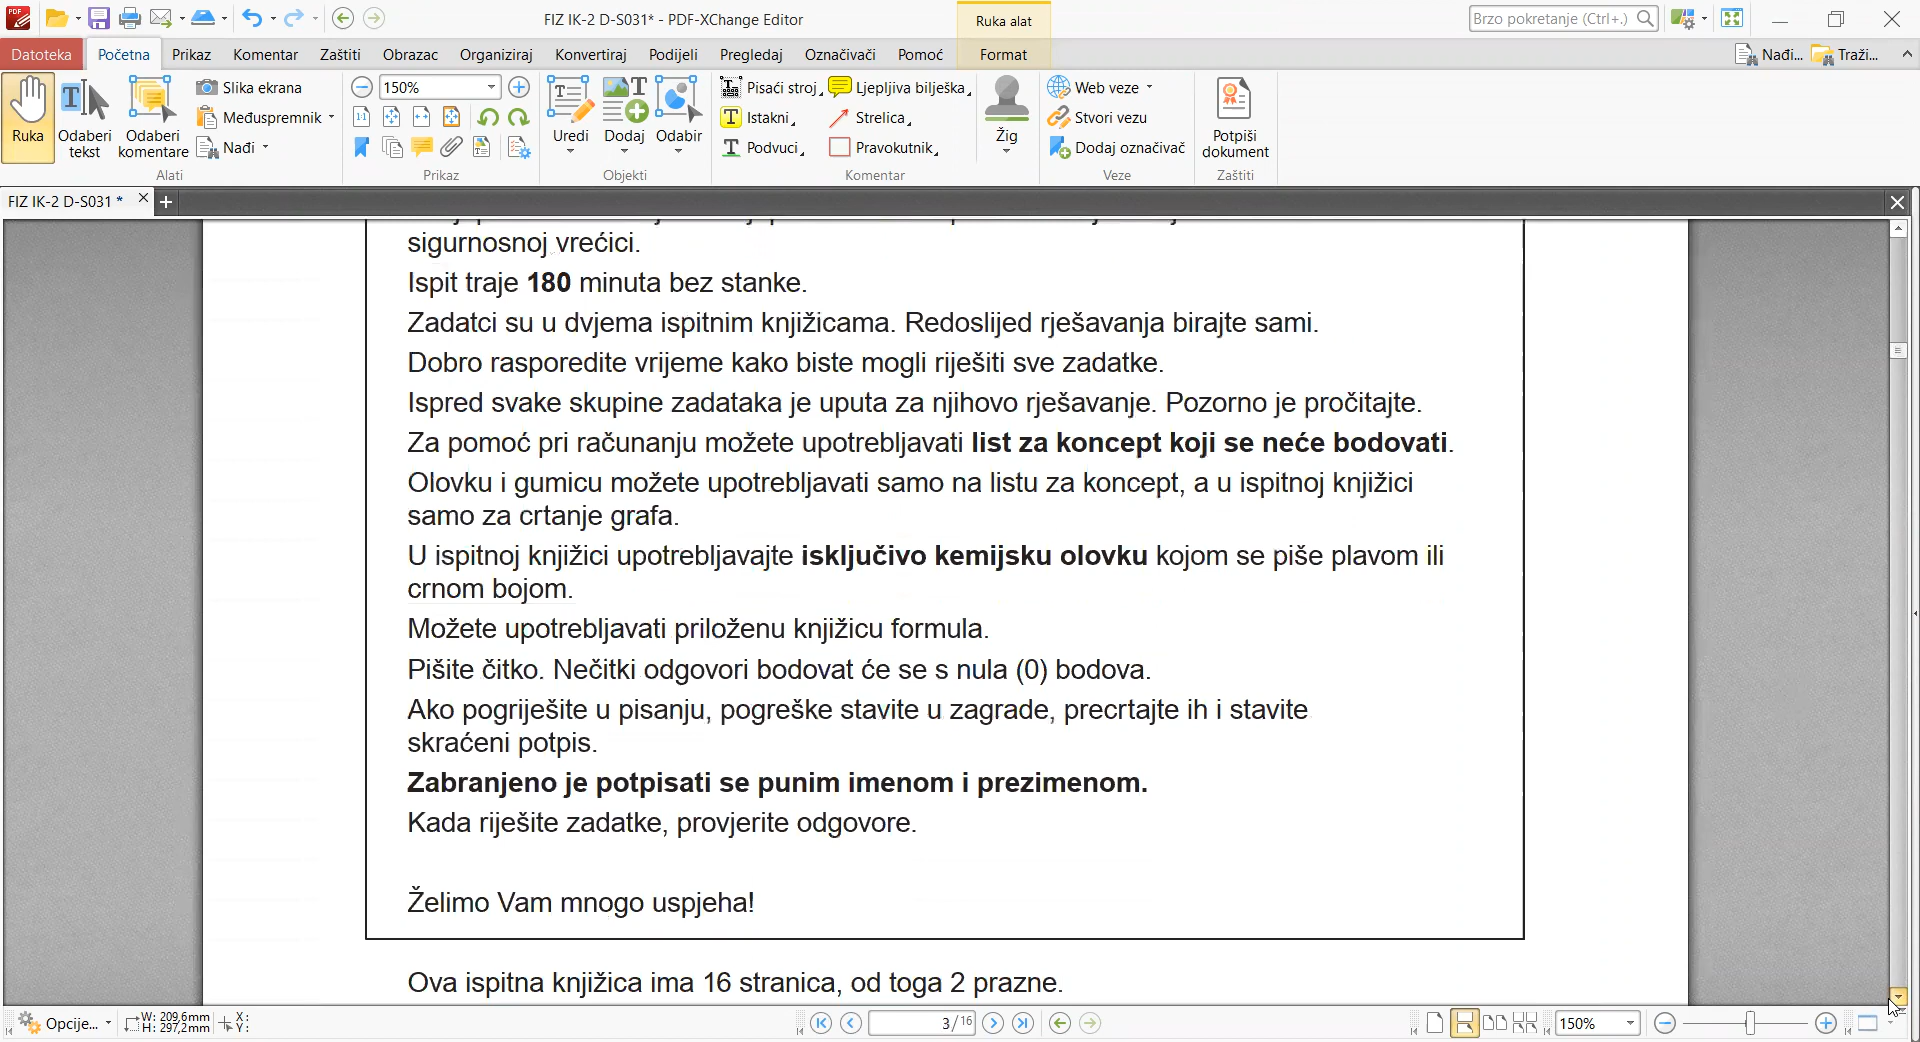 FIZ IK-2 D-S031* - PDF-XChange Editor
Ruka alat
Brzo pokretanje (Ctrl+.)
Datoteka Početna Prikaz Komentar Zaštiti Obrazac Organiziraj Konvertiraj Podijeli Pregledaj Označivači Pomoć Format Nađi... Traži...
Ruka
Odaberi tekst
Odaberi komentare
Slika ekrana
Međuspremnik
Nađi
Alati
150%
Prikaz
Uredi
Dodaj
Odabir
Objekti
Pisaći stroj
Istakni
Podvuci
Ljepljiva bilješka
Strelica
Pravokutnik
Komentar
Žig
Web veze
Stvori vezu
Dodaj označivač
Veze
Potpiši dokument
Zaštiti
FIZ IK-2 D-S031 *
sigurnosnoj vrećici.
Ispit traje 180 minuta bez stanke.
Zadatci su u dvjema ispitnim knjižicama. Redoslijed rješavanja birajte sami.
Dobro rasporedite vrijeme kako biste mogli riješiti sve zadatke.
Ispred svake skupine zadataka je uputa za njihovo rješavanje. Pozorno je pročitajte.
Za pomoć pri računanju možete upotrebljavati list za koncept koji se neće bodovati.
Olovku i gumicu možete upotrebljavati samo na listu za koncept, a u ispitnoj knjižici
samo za crtanje grafa.
U ispitnoj knjižici upotrebljavajte isključivo kemijsku olovku kojom se piše plavom ili
crnom bojom.
Možete upotrebljavati priloženu knjižicu formula.
Pišite čitko. Nečitki odgovori bodovat će se s nula (0) bodova.
Ako pogriješite u pisanju, pogreške stavite u zagrade, precrtajte ih i stavite
skraćeni potpis.
Zabranjeno je potpisati se punim imenom i prezimenom.
Kada riješite zadatke, provjerite odgovore.
Želimo Vam mnogo uspjeha!
Ova ispitna knjižica ima 16 stranica, od toga 2 prazne.
Opcije... W: 209,6mm X:
H: 297,2mm Y:
3/16
150%